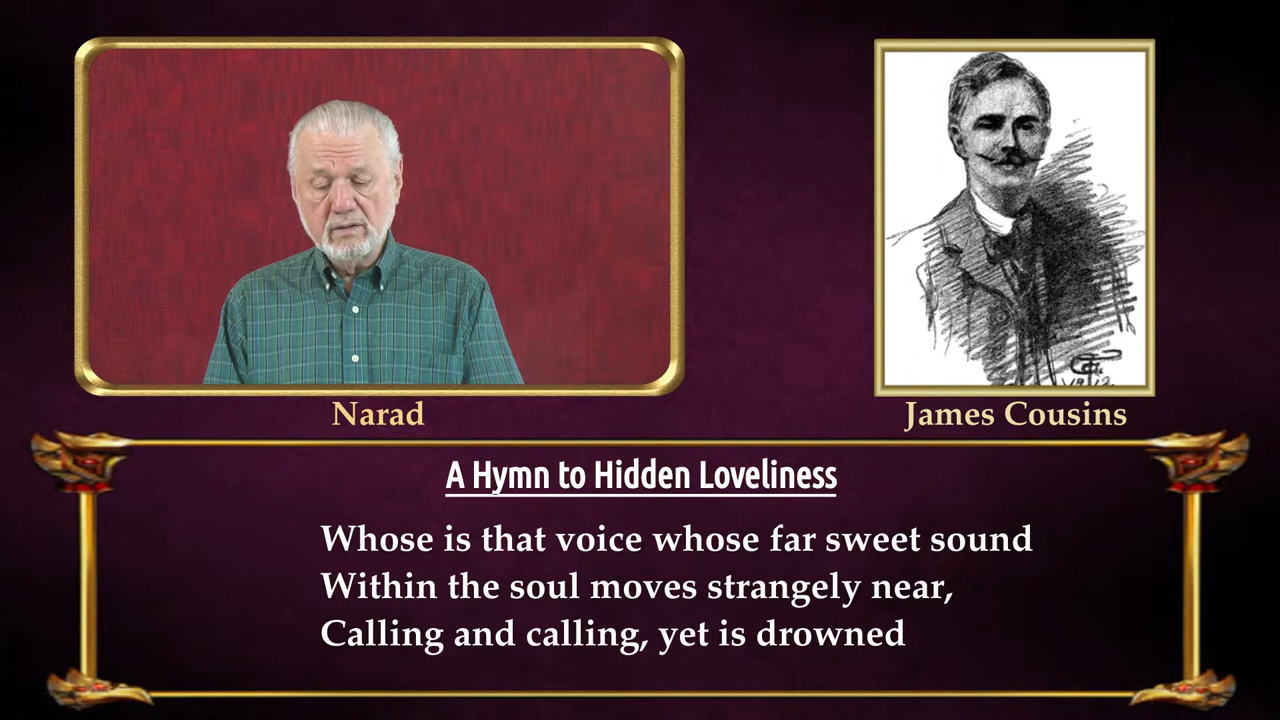 Narad
James Cousins
A Hymn to Hidden Loveliness
Whose is that voice whose far sweet sound
Within the soul moves strangely near,
Calling and calling, yet is drowned